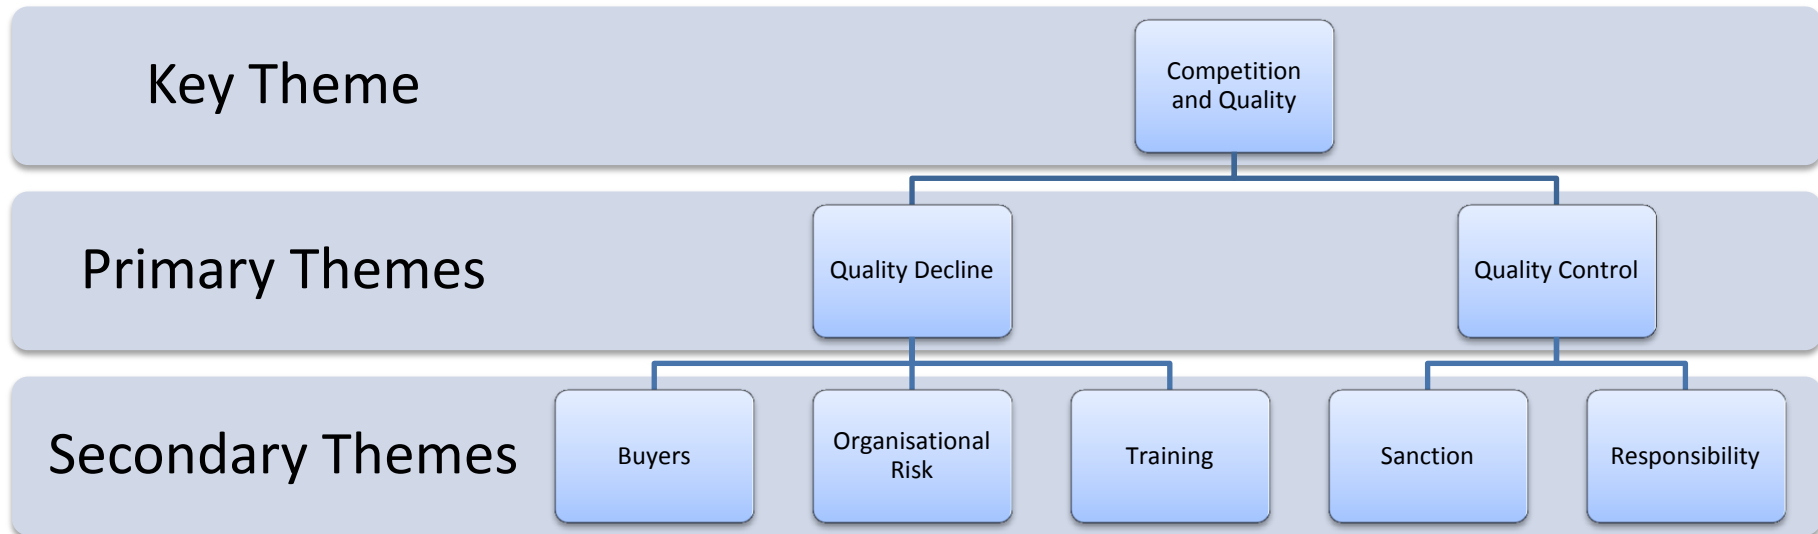 Key Theme
Competition
and Quality
Primary Themes
Quality Decline
Quality Control
Secondary Themes
Buyers
Organisational
Risk
Training
Sanction
Responsibility